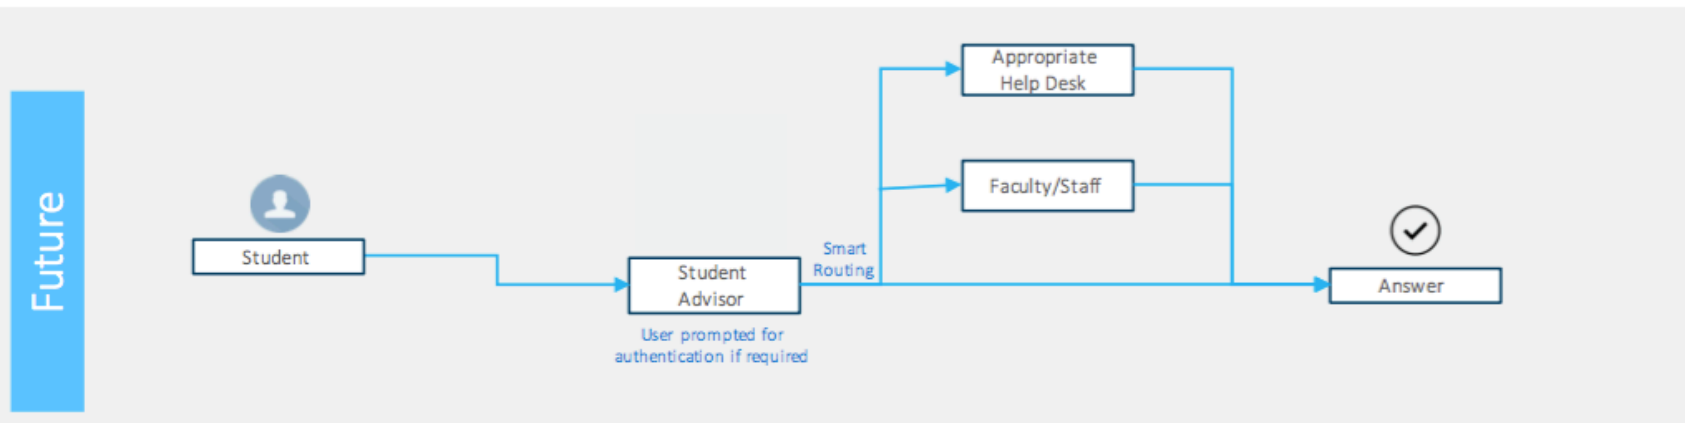 Future
Student
Student
Advisor
User prompted for
authentication if required
Smart
Routing
Appropriate
Help Desk
Faculty/Staff
Answer